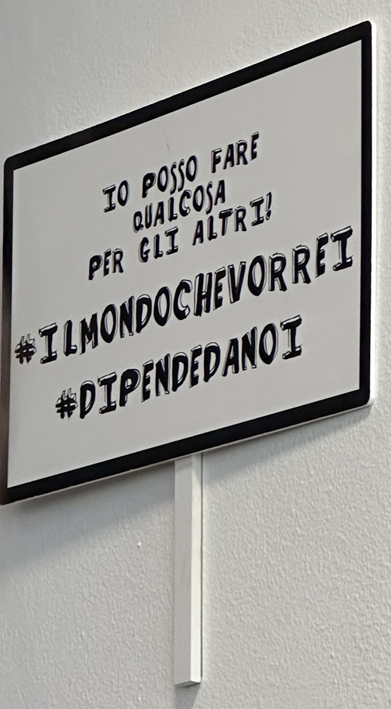 IO POSSO FARE
QUALCOSA
PER GLI ALTRI!
#ILMONDOCHEVORREI
#DIPENDEDANOI